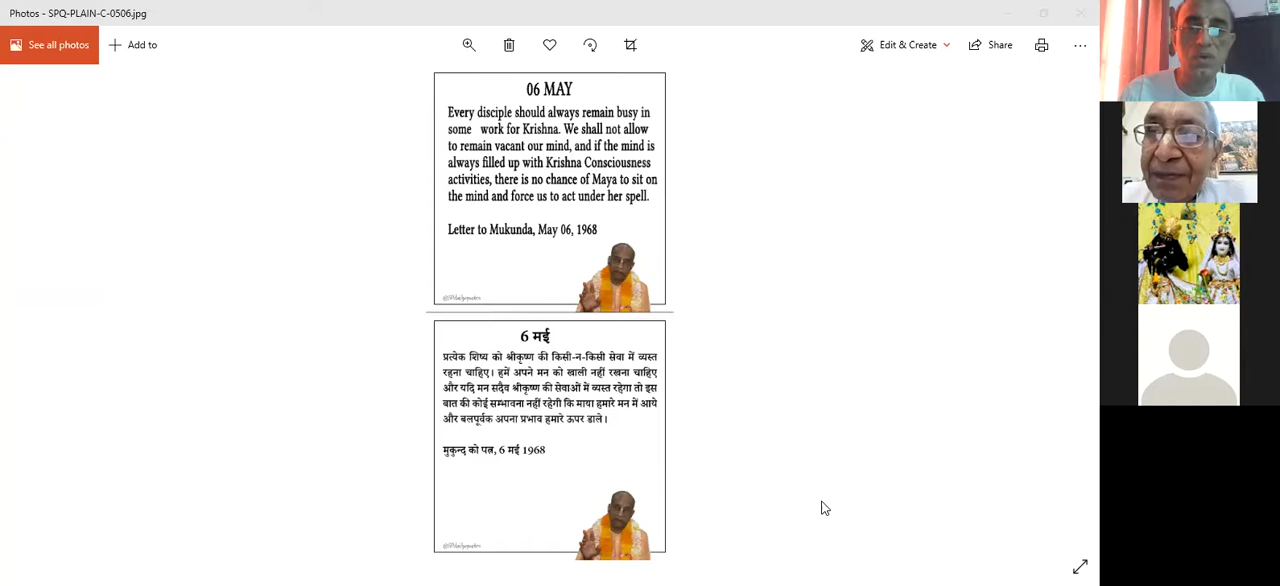 Photos - SPQ-PLAIN-C-0506.jpg
See all photos
Add to
Edit & Create
Share
06 MAY
Every disciple should always remain busy in
some work for Krishna. We shall not allow
to remain vacant our mind, and if the mind is
always filled up with Krishna Consciousness
activities, there is no chance of Maya to sit on
the mind and force us to act under her spell.
Letter to Mukunda, May 06, 1968
6 मई
प्रत्येक शिष्य को श्रीकृष्ण की किसी-न-किसी सेवा में व्यस्त
रहना चाहिए। हमें अपने मन को खाली नहीं रखना चाहिए
और यदि मन सदैव श्रीकृष्ण की सेवाओं में व्यस्त रहेगा तो इस
बात की कोई सम्भावना नहीं रहेगी कि माया हमारे मन में आये
और बलपूर्वक अपना प्रभाव हमारे ऊपर डाले।
मुकुन्द को पत्र, 6 मई 1968